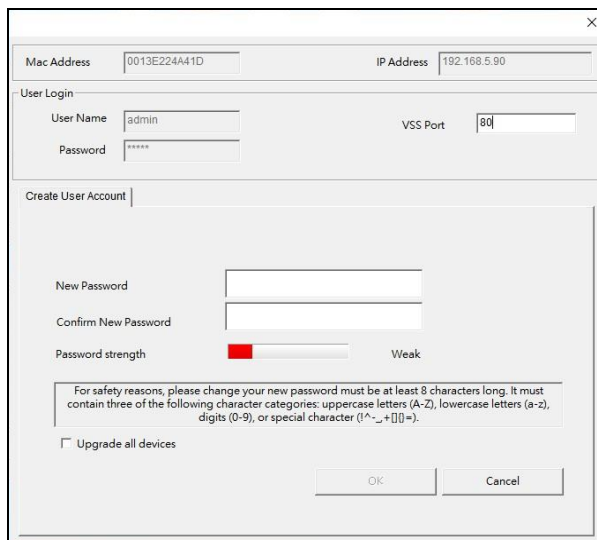 Mac Address 0013E224A41D IP Address 192.168.5.90
User Login
User Name admin VSS Port 80
Password *****
Create User Account
New Password
Confirm New Password
Password strength Weak
For safety reasons, please change your new password must be at least 8 characters long. It must
contain three of the following character categories: uppercase letters (A-Z), lowercase letters (a-z),
digits (0-9), or special character (!^-_,+[]{}=).
Upgrade all devices
OK Cancel